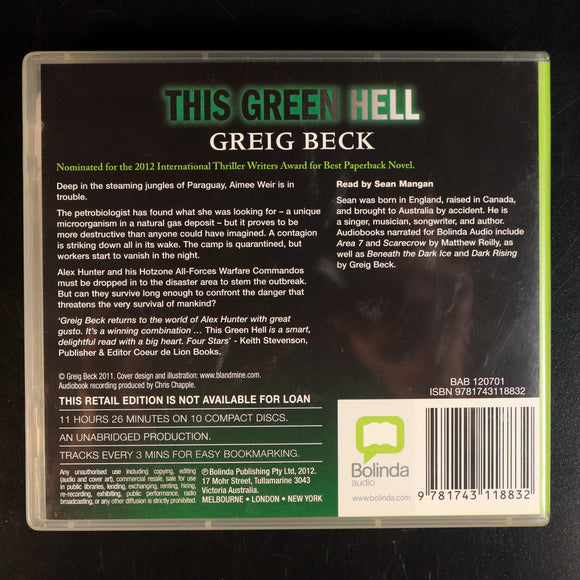 THIS GREEN HELL
GREIG BECK
Nominated for the 2012 International Thriller Writers Award for Best Paperback Novel.
Deep in the steaming jungles of Paraguay, Aimee Weir is in
trouble.
The petrobiologist has found what she was looking for – a unique
microorganism in a natural gas deposit – but it proves to be
more destructive than anyone could have imagined. A contagion
is striking down all in its wake. The camp is quarantined, but
workers start to vanish in the night.
Alex Hunter and his Hotzone All-Forces Warfare Commandos
must be dropped in to the disaster area to stem the outbreak.
But can they survive long enough to confront the danger that
threatens the very survival of mankind?
'Greig Beck returns to the world of Alex Hunter with great
gusto. It's a winning combination ... This Green Hell is a smart,
delightful read with a big heart. Four Stars' - Keith Stevenson,
Publisher & Editor Coeur de Lion Books.
Read by Sean Mangan
Sean was born in England, raised in Canada,
and brought to Australia by accident. He is
a singer, musician, songwriter, and author.
Audiobooks narrated for Bolinda Audio include
Area 7 and Scarecrow by Matthew Reilly, as
well as Beneath the Dark Ice and Dark Rising
by Greig Beck.
© Greig Beck 2011. Cover design and illustration: www.blandmine.com.
Audiobook recording produced by Chris Chapple.
THIS RETAIL EDITION IS NOT AVAILABLE FOR LOAN
11 HOURS 26 MINUTES ON 10 COMPACT DISCS.
AN UNABRIDGED PRODUCTION.
TRACKS EVERY 3 MINS FOR EASY BOOKMARKING.
Any unauthorised use including copying, editing
(audio and cover art), commercial resale, sale for use
in public libraries, lending, exchanging, renting, hiring,
re-recording, exhibiting, public performance, radio
broadcasting, or any other diffusion is strictly prohibited.
℗ Bolinda Publishing Pty Ltd, 2012.
17 Mohr Street, Tullamarine 3043
Victoria Australia.
MELBOURNE • LONDON • NEW YORK
BAB 120701
ISBN 9781743118832
Bolinda
audio
www.bolinda.com
9 781743 118832